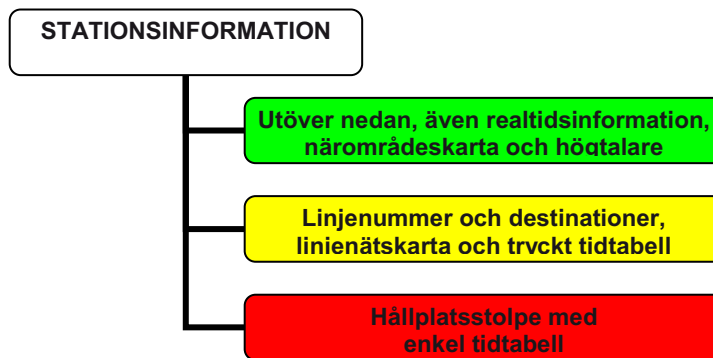 STATIONSINFORMATION
Utöver nedan, även realtidsinformation,
närområdeskarta och högtalare
Linjenummer och destinationer,
linjenätskarta och tryckt tidtabell
Hållplatsstolpe med
enkel tidtabell